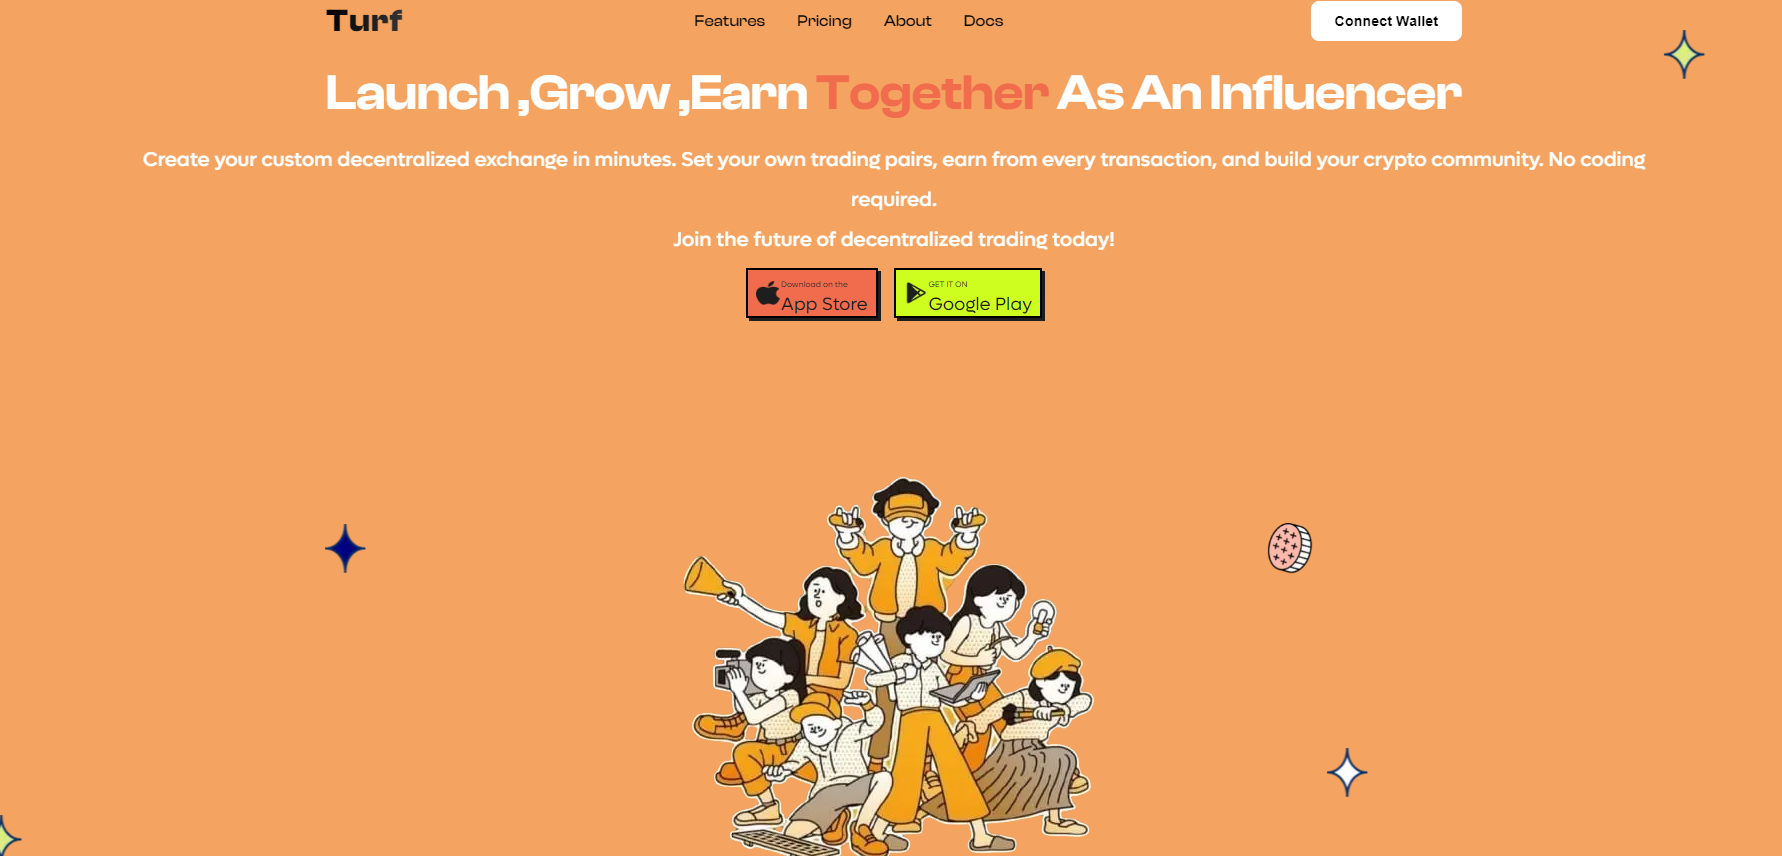 Turf
Features
Pricing
About
Docs
Connect Wallet
Launch ,Grow ,Earn Together As An Influencer
Create your custom decentralized exchange in minutes. Set your own trading pairs, earn from every transaction, and build your crypto community. No coding
required.
Join the future of decentralized trading today!
Download on the
App Store
GET IT ON
Google Play